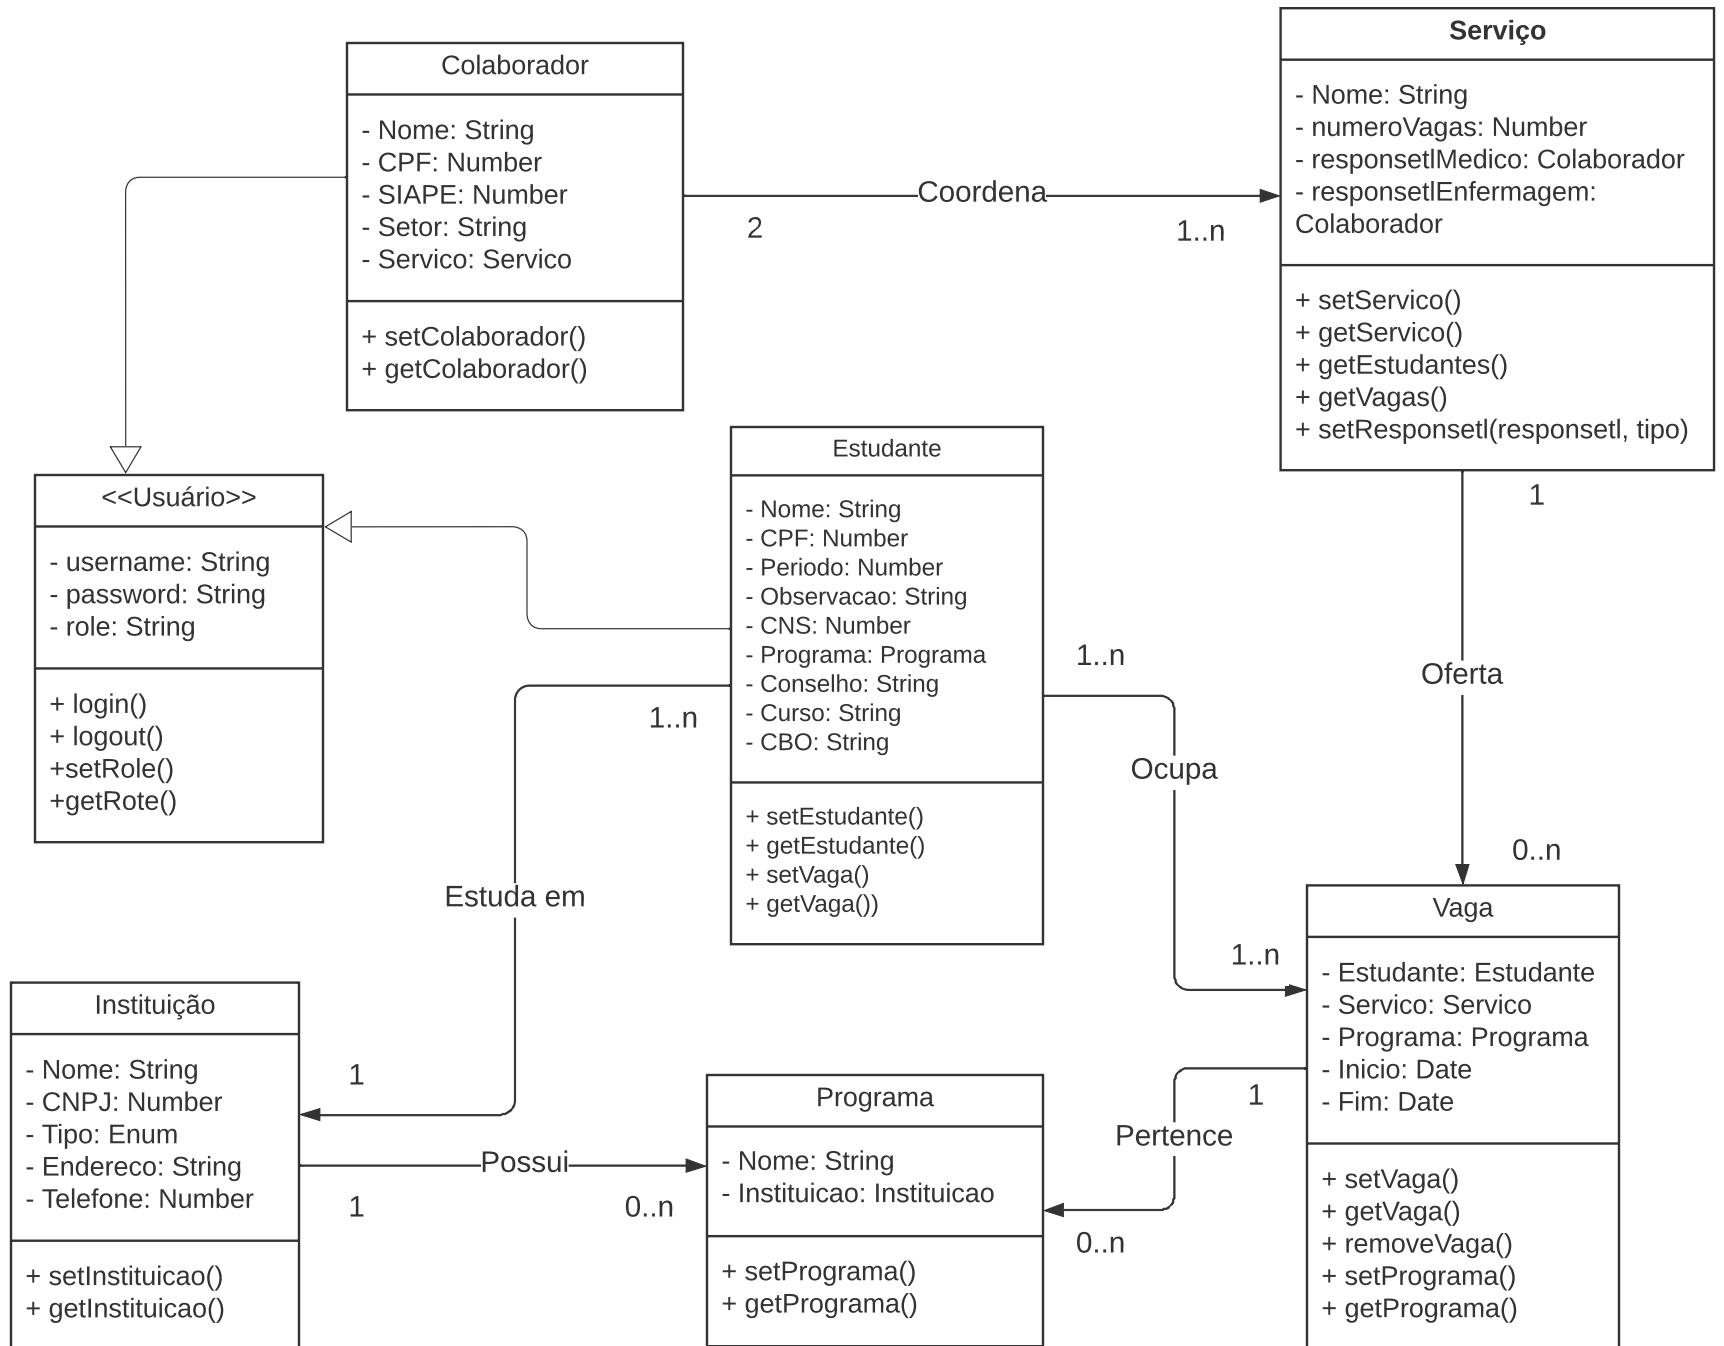 Colaborador
- Nome: String
- CPF: Number
- SIAPE: Number
- Setor: String
- Servico: Servico
+ setColaborador()
+ getColaborador()
Coordena
2
1..n
Serviço
- Nome: String
- numeroVagas: Number
- responsetlMedico: Colaborador
- responsetlEnfermagem:
Colaborador
+ setServico()
+ getServico()
+ getEstudantes()
+ getVagas()
+ setResponsetl(responsetl, tipo)
<<Usuário>>
- username: String
- password: String
- role: String
+ login()
+ logout()
+setRole()
+getRote()
Estudante
- Nome: String
- CPF: Number
- Periodo: Number
- Observacao: String
- CNS: Number
- Programa: Programa
- Conselho: String
- Curso: String
- CBO: String
+ setEstudante()
+ getEstudante()
+ setVaga()
+ getVaga())
1
Oferta
0..n
1..n
Ocupa
1..n
1..n
Estuda em
1
Vaga
- Estudante: Estudante
- Servico: Servico
- Programa: Programa
- Inicio: Date
- Fim: Date
+ setVaga()
+ getVaga()
+ removeVaga()
+ setPrograma()
+ getPrograma()
Instituição
- Nome: String
- CNPJ: Number
- Tipo: Enum
- Endereco: String
- Telefone: Number
+ setInstituicao()
+ getInstituicao()
Possui
1
0..n
Programa
- Nome: String
- Instituicao: Instituicao
+ setPrograma()
+ getPrograma()
1
Pertence
0..n